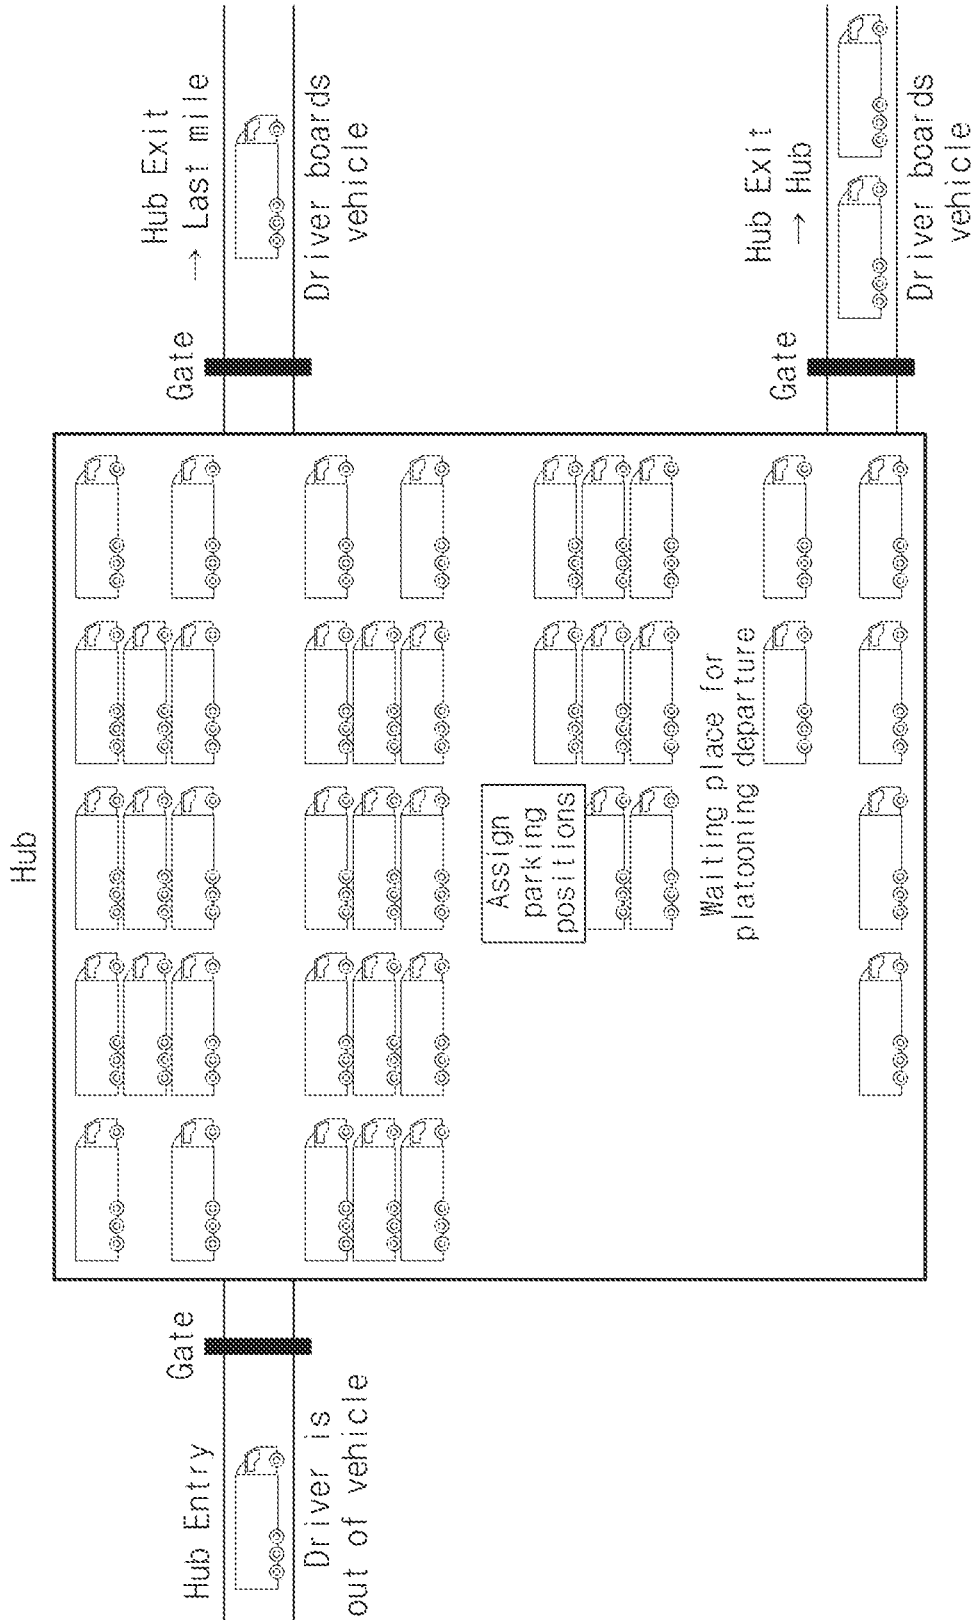 Hub
Hub Entry
Gate
Driver is
out of vehicle
Gate
Hub Exit
→ Last mile
Driver boards
vehicle
Assign
parking
positions
Waiting place for
platooning departure
Gate
Hub Exit
→ Hub
Driver boards
vehicle